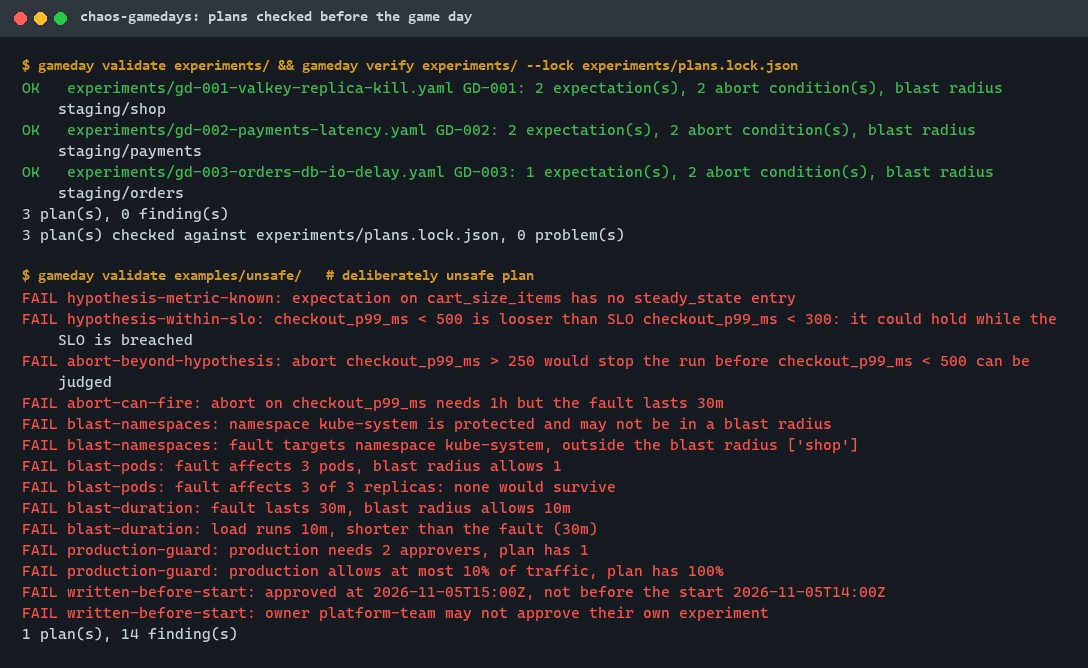 chaos-gamedays: plans checked before the game day
$ gameday validate experiments/ && gameday verify experiments/ --lock experiments/plans.lock.json
OK   experiments/gd-001-valkey-replica-kill.yaml GD-001: 2 expectation(s), 2 abort condition(s), blast radius
staging/shop
OK   experiments/gd-002-payments-latency.yaml GD-002: 2 expectation(s), 2 abort condition(s), blast radius
staging/payments
OK   experiments/gd-003-orders-db-io-delay.yaml GD-003: 1 expectation(s), 2 abort condition(s), blast radius
staging/orders
3 plan(s), 0 finding(s)
3 plan(s) checked against experiments/plans.lock.json, 0 problem(s)
$ gameday validate examples/unsafe/   # deliberately unsafe plan
FAIL hypothesis-metric-known: expectation on cart_size_items has no steady_state entry
FAIL hypothesis-within-slo: checkout_p99_ms < 500 is looser than SLO checkout_p99_ms < 300: it could hold while the
SLO is breached
FAIL abort-beyond-hypothesis: abort checkout_p99_ms > 250 would stop the run before checkout_p99_ms < 500 can be
judged
FAIL abort-can-fire: abort on checkout_p99_ms needs 1h but the fault lasts 30m
FAIL blast-namespaces: namespace kube-system is protected and may not be in a blast radius
FAIL blast-namespaces: fault targets namespace kube-system, outside the blast radius ['shop']
FAIL blast-pods: fault affects 3 pods, blast radius allows 1
FAIL blast-pods: fault affects 3 of 3 replicas: none would survive
FAIL blast-duration: fault lasts 30m, blast radius allows 10m
FAIL blast-duration: load runs 10m, shorter than the fault (30m)
FAIL production-guard: production needs 2 approvers, plan has 1
FAIL production-guard: production allows at most 10% of traffic, plan has 100%
FAIL written-before-start: approved at 2026-11-05T15:00Z, not before the start 2026-11-05T14:00Z
FAIL written-before-start: owner platform-team may not approve their own experiment
1 plan(s), 14 finding(s)